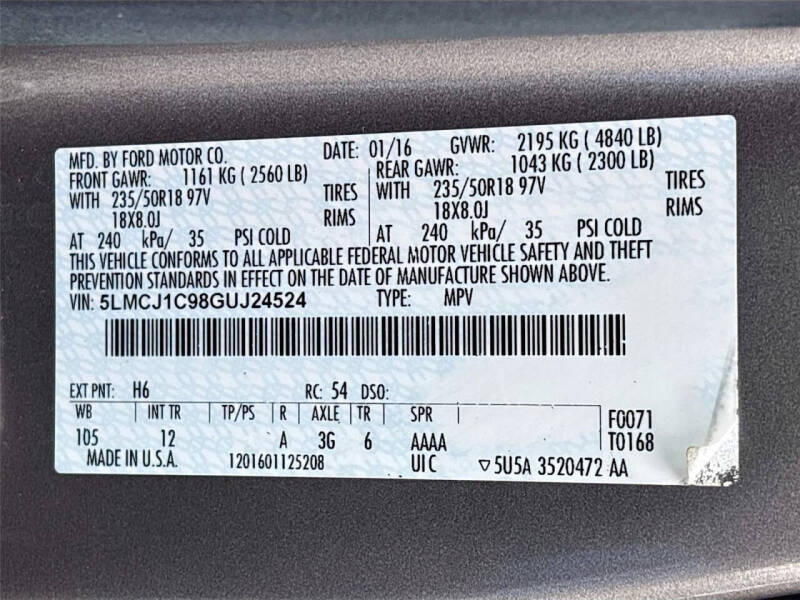 MFD. BY FORD MOTOR CO. DATE: 01/16 GVWR: 2195 KG ( 4840 LB)
FRONT GAWR: 1161 KG ( 2560 LB) REAR GAWR: 1043 KG ( 2300 LB)
WITH 235/50R18 97V TIRES WITH 235/50R18 97V TIRES
18X8.0J RIMS 18X8.0J RIMS
AT 240 kPa/ 35 PSI COLD AT 240 kPa/ 35 PSI COLD
THIS VEHICLE CONFORMS TO ALL APPLICABLE FEDERAL MOTOR VEHICLE SAFETY AND THEFT
PREVENTION STANDARDS IN EFFECT ON THE DATE OF MANUFACTURE SHOWN ABOVE.
VIN: 5LMCJ1C98GUJ24524 TYPE: MPV
EXT PNT: H6 RC: 54 DSO:
WB INT TR TP/PS R AXLE TR SPR F0071
105 12 A 3G 6 AAAA T0168
MADE IN U.S.A. 1201601125208 UIC ▽5U5A 3520472 AA